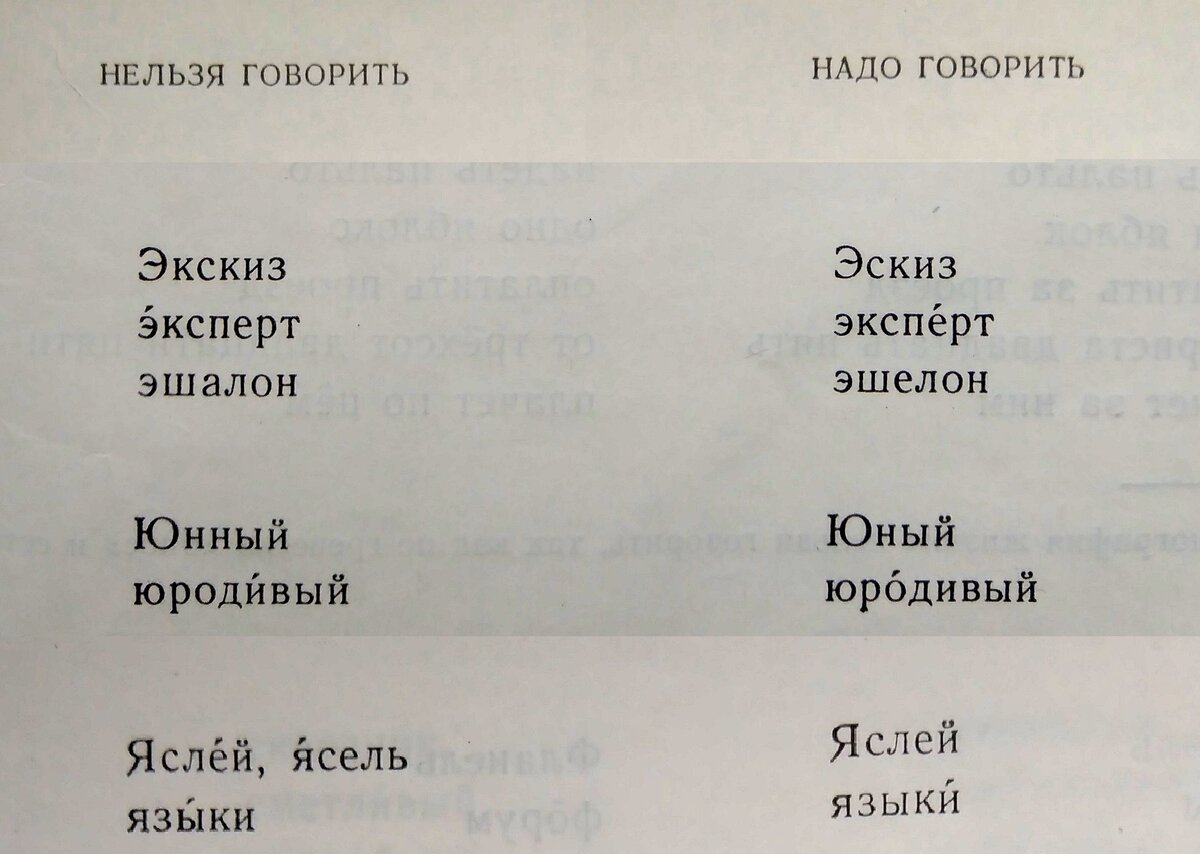 НЕЛЬЗЯ ГОВОРИТЬ НАДО ГОВОРИТЬ
Экскиз Эскиз
э́ксперт экспе́рт
эшалон эшелон
Юнный Юный
юроди́вый юро́дивый
Ясле́й, я́сель Яслей
язы́ки языки́